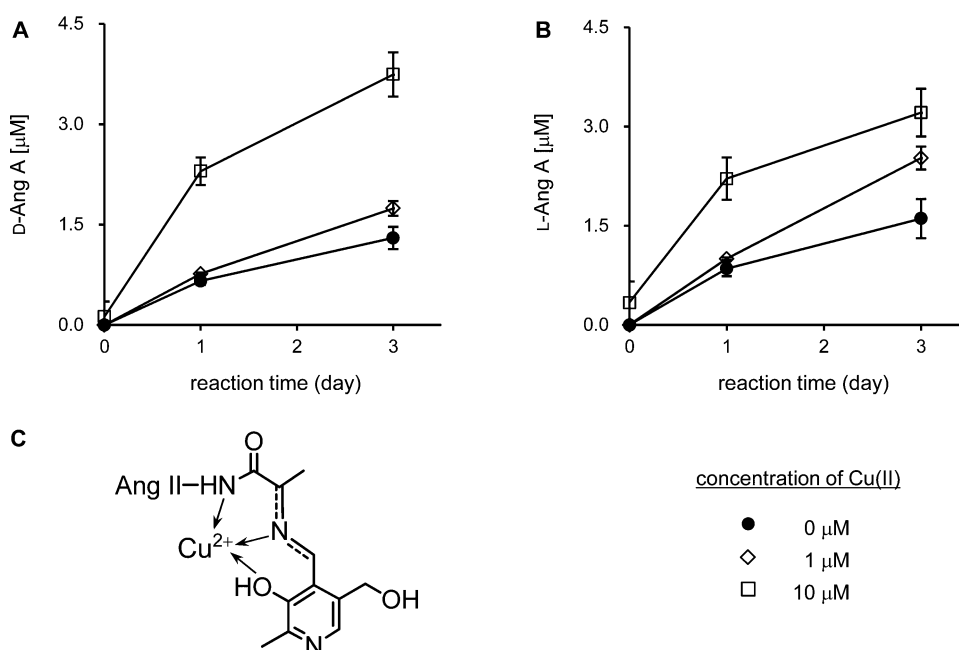 A
4.5
3.0
1.5
0.0
D-Ang A [μM]
0 1 2 3
reaction time (day)
B
4.5
3.0
1.5
0.0
L-Ang A [μM]
0 1 2 3
reaction time (day)
C
O
Ang II HN
N
Cu2+
HO
OH
N
concentration of Cu(II)
0 μM
1 μM
10 μM